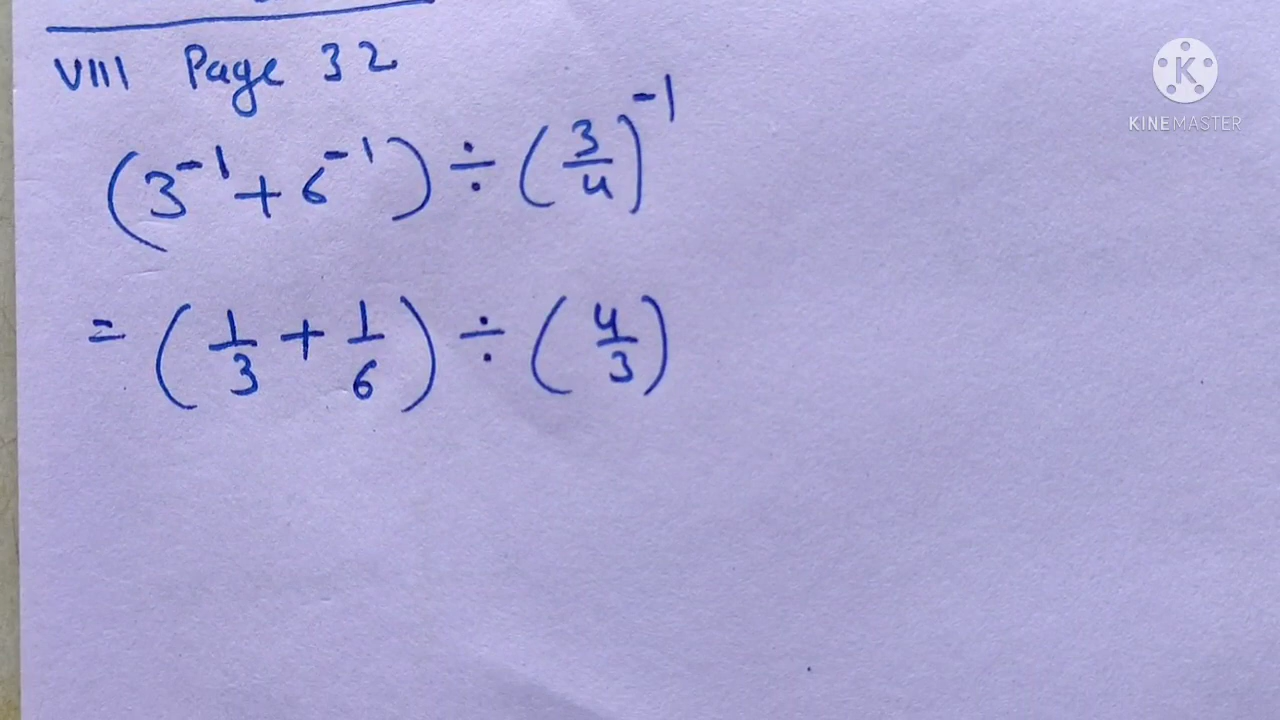 VIII Page 32
KINEMASTER
(3⁻¹ + 6⁻¹) ÷ (3/4)⁻¹
= (1/3 + 1/6) ÷ (4/3)